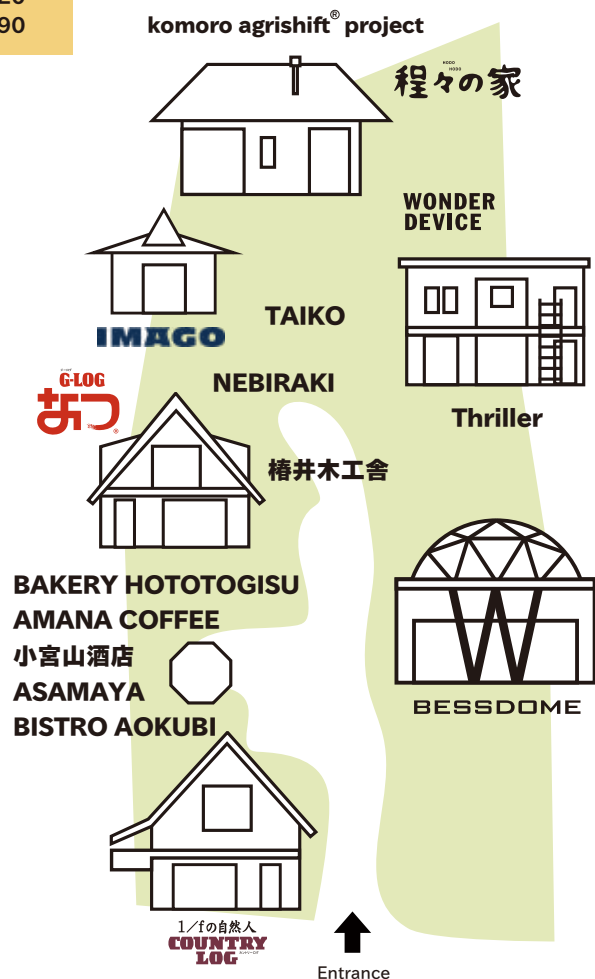 90
komoro agrishift® project
HODO HODO
程々の家
WONDER
DEVICE
IMAGO
TAIKO
G-LOG
なつ
NEBIRAKI
Thriller
椿井木工舎
BAKERY HOTOTOGISU
AMANA COFFEE
小宮山酒店
ASAMAYA
BISTRO AOKUBI
W
BESSDOME
1/fの自然人
COUNTRY
LOG
Entrance